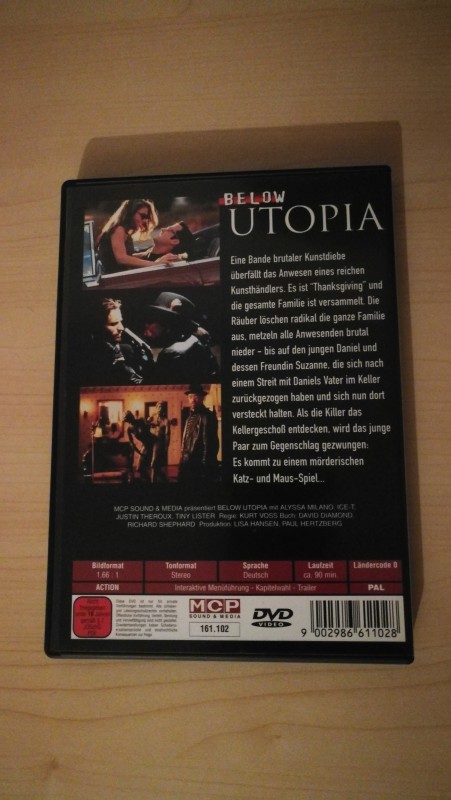 BELOW
UTOPIA
Eine Bande brutaler Kunstdiebe
überfällt das Anwesen eines reichen
Kunsthändlers. Es ist "Thanksgiving" und
die gesamte Familie ist versammelt. Die
Räuber löschen radikal die ganze Familie
aus, metzeln alle Anwesenden brutal
nieder - bis auf den jungen Daniel und
dessen Freundin Suzanne, die sich nach
einem Streit mit Daniels Vater im Keller
zurückgezogen haben und sich nun dort
versteckt halten. Als die Killer das
Kellergeschoß entdecken, wird das junge
Paar zum Gegenschlag gezwungen:
Es kommt zu einem mörderischen
Katz- und Maus-Spiel...
MCP SOUND & MEDIA präsentiert BELOW UTOPIA mit ALYSSA MILANO, ICE-T,
JUSTIN THEROUX, TINY LISTER Regie: KURT VOSS Buch: DAVID DIAMOND,
RICHARD SHEPHARD Produktion: LISA HANSEN, PAUL HERTZBERG
Bildformat Tonformat Sprache Laufzeit Ländercode 0
1.66 : 1 Stereo Deutsch ca. 90 min.
ACTION Interaktive Menüführung - Kapitelwahl - Trailer PAL
MCP
SOUND & MEDIA
161.102
DVD
VIDEO
9 002986 611028